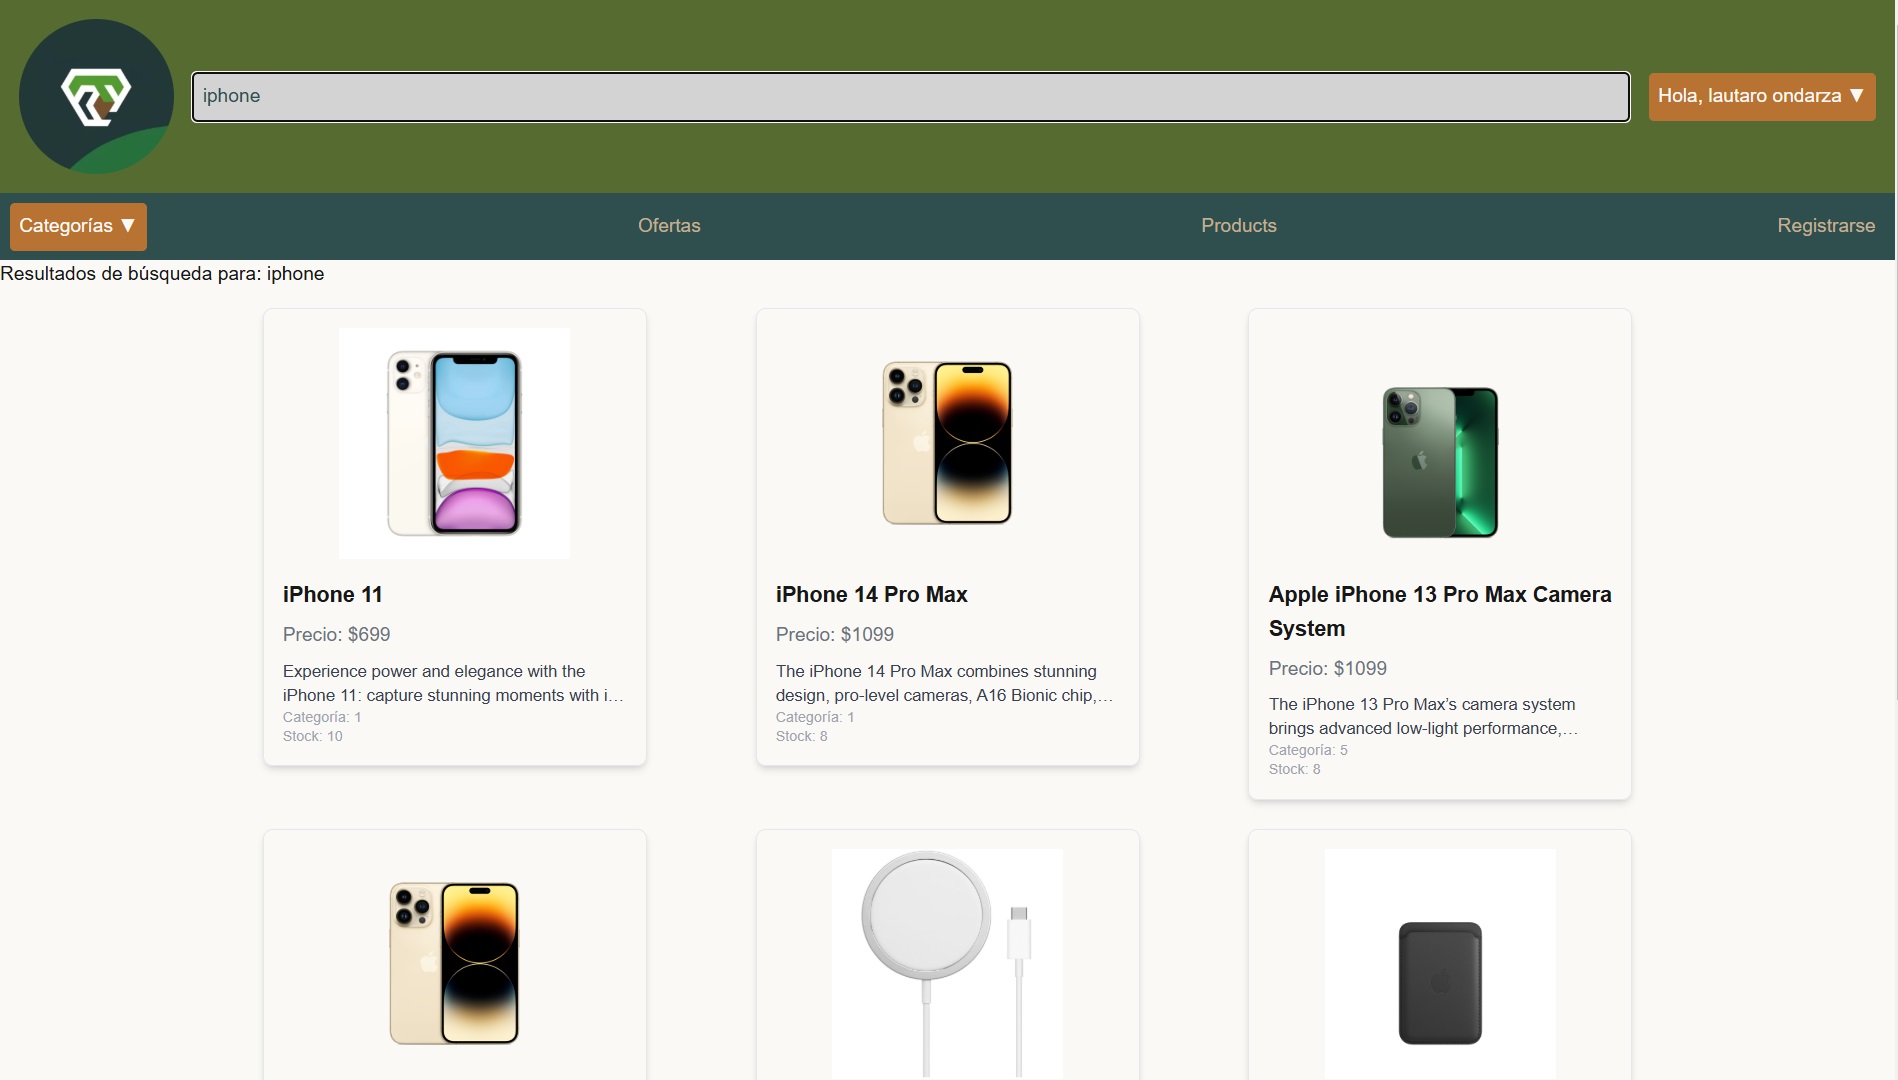 iphone
Hola, lautaro ondarza ▼
Categorías ▼
Ofertas
Products
Registrarse
Resultados de búsqueda para: iphone
iPhone 11
Precio: $699
Experience power and elegance with the
iPhone 11: capture stunning moments with i…
Categoría: 1
Stock: 10
iPhone 14 Pro Max
Precio: $1099
The iPhone 14 Pro Max combines stunning
design, pro-level cameras, A16 Bionic chip,…
Categoría: 1
Stock: 8
Apple iPhone 13 Pro Max Camera
System
Precio: $1099
The iPhone 13 Pro Max’s camera system
brings advanced low-light performance,…
Categoría: 5
Stock: 8